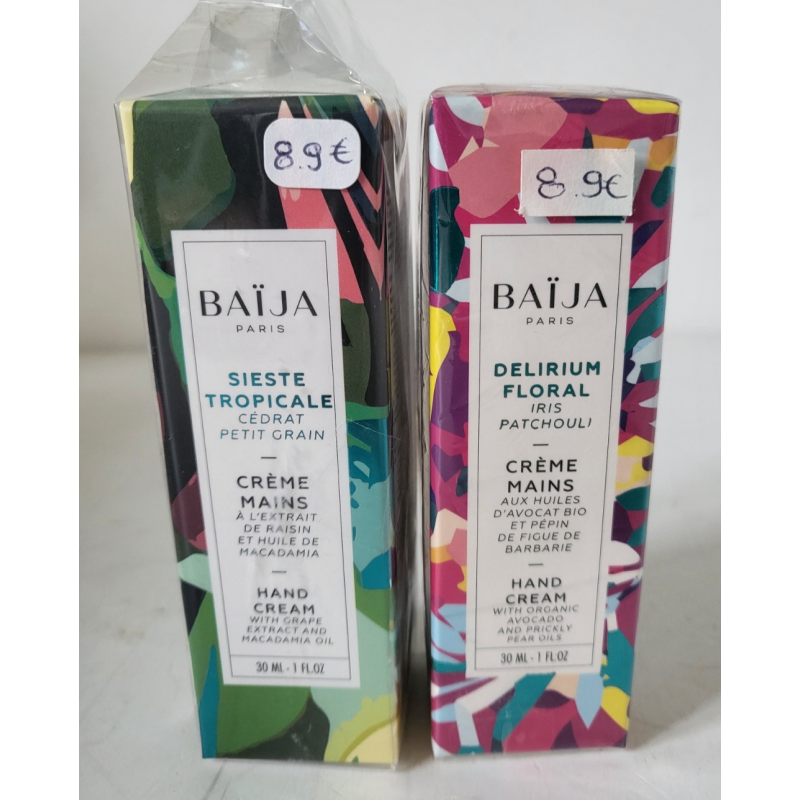 8.9€
BAÏJA
PARIS
SIESTE
TROPICALE
CÉDRAT
PETIT GRAIN
CRÈME
MAINS
À L'EXTRAIT
DE RAISIN
ET HUILE DE
MACADAMIA
HAND
CREAM
WITH GRAPE
EXTRACT AND
MACADAMIA OIL
30 ML - 1 FL.OZ
8.9€
BAÏJA
PARIS
DELIRIUM
FLORAL
IRIS
PATCHOULI
CRÈME
MAINS
AUX HUILES
D'AVOCAT BIO
ET PÉPIN
DE FIGUE DE
BARBARIE
HAND
CREAM
WITH ORGANIC
AVOCADO
AND PRICKLY
PEAR OILS
30 ML - 1 FL.OZ